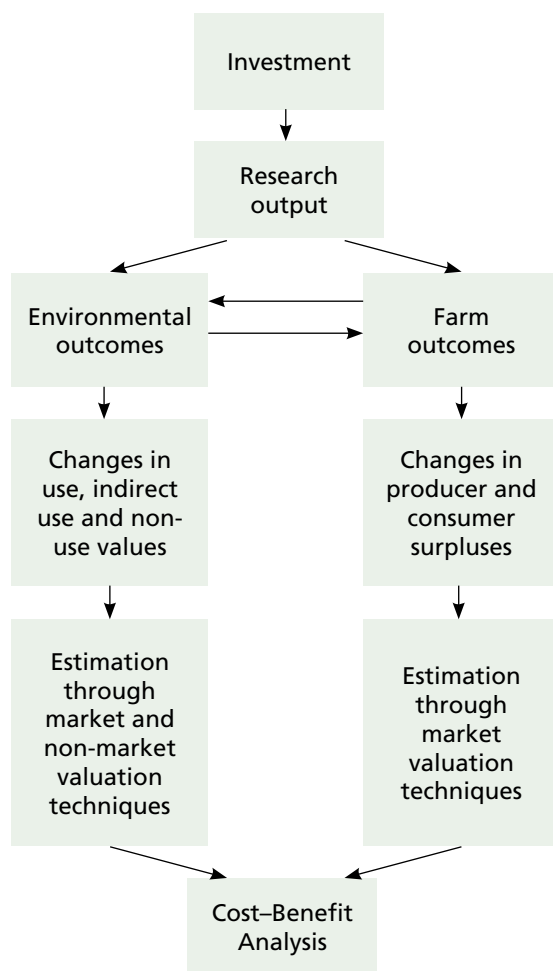 Investment
Research
output
Environmental
outcomes
Farm
outcomes
Changes in
use, indirect
use and non-
use values
Changes in
producer and
consumer
surpluses
Estimation
through
market and
non-market
valuation
techniques
Estimation
through
market
valuation
techniques
Cost–Benefit
Analysis